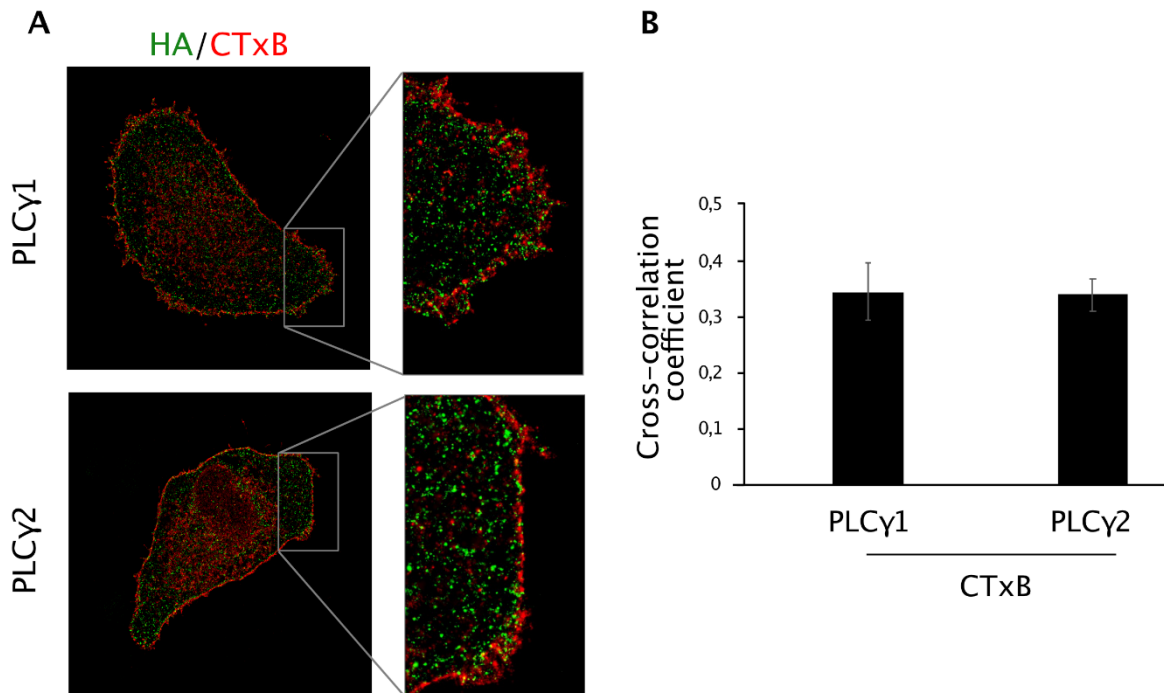 A
HA/CTxB
PLCγ1
PLCγ2
B
Cross-correlation
coefficient
0,5
0,4
0,3
0,2
0,1
0
PLCγ1
PLCγ2
CTxB